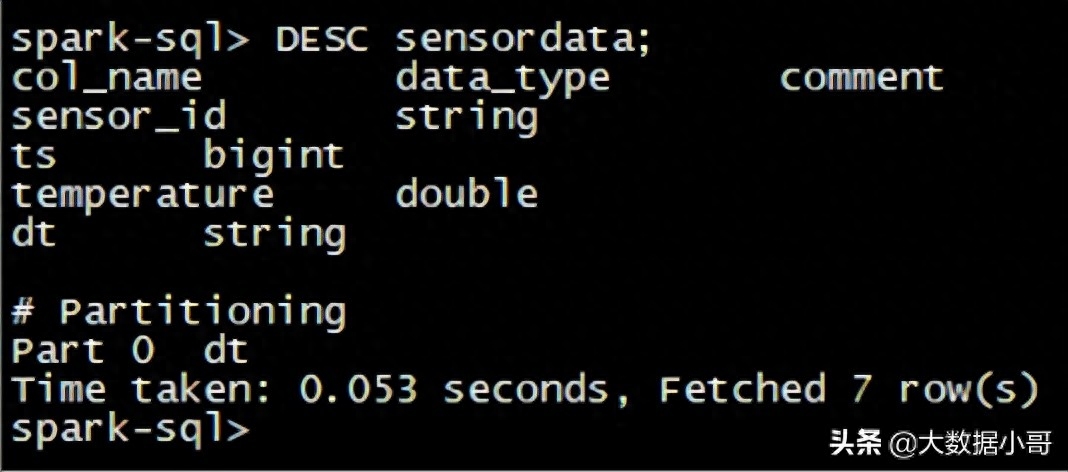 spark-sql> DESC sensordata;
col_name data_type comment
sensor_id string
ts bigint
temperature double
dt string
# Partitioning
Part 0 dt
Time taken: 0.053 seconds, Fetched 7 row(s)
spark-sql>
头条 @大数据小哥